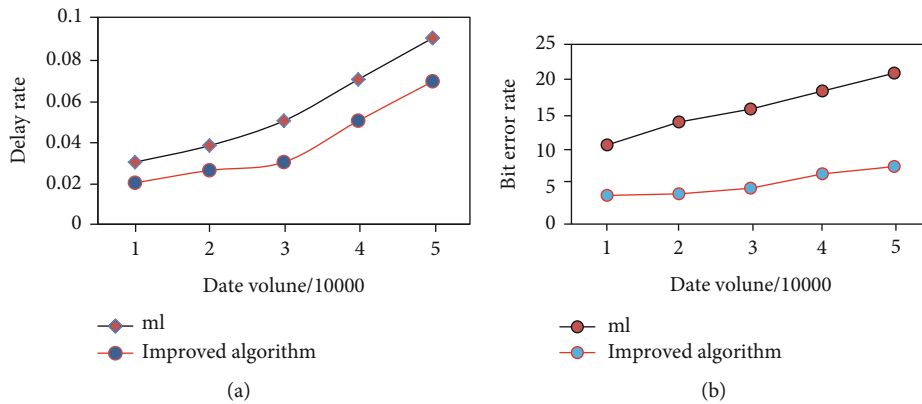 0.1
0.08
0.06
0.04
0.02
0
Delay rate
1 2 3 4 5
Date volune/10000
ml
Improved algorithm
(a)
25
20
15
10
5
0
Bit error rate
1 2 3 4 5
Date volune/10000
ml
Improved algorithm
(b)